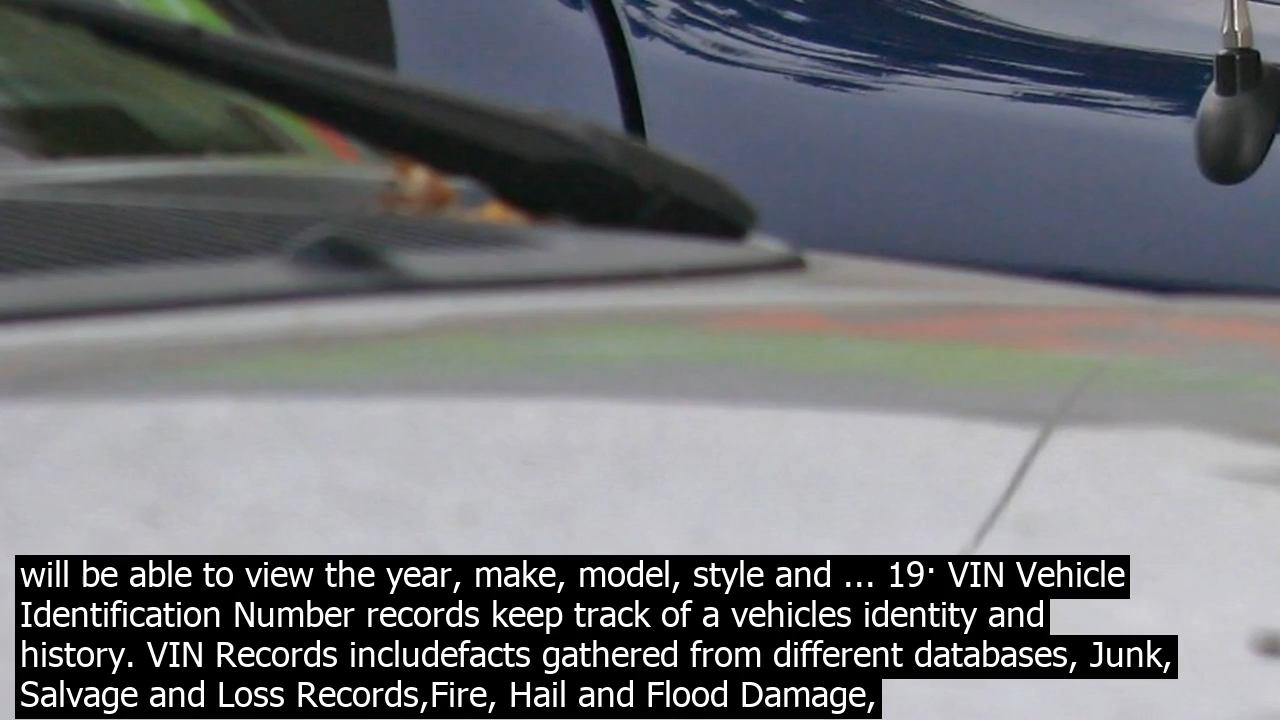 will be able to view the year, make, model, style and ... 19· VIN Vehicle
Identification Number records keep track of a vehicles identity and
history. VIN Records includefacts gathered from different databases, Junk,
Salvage and Loss Records,Fire, Hail and Flood Damage,